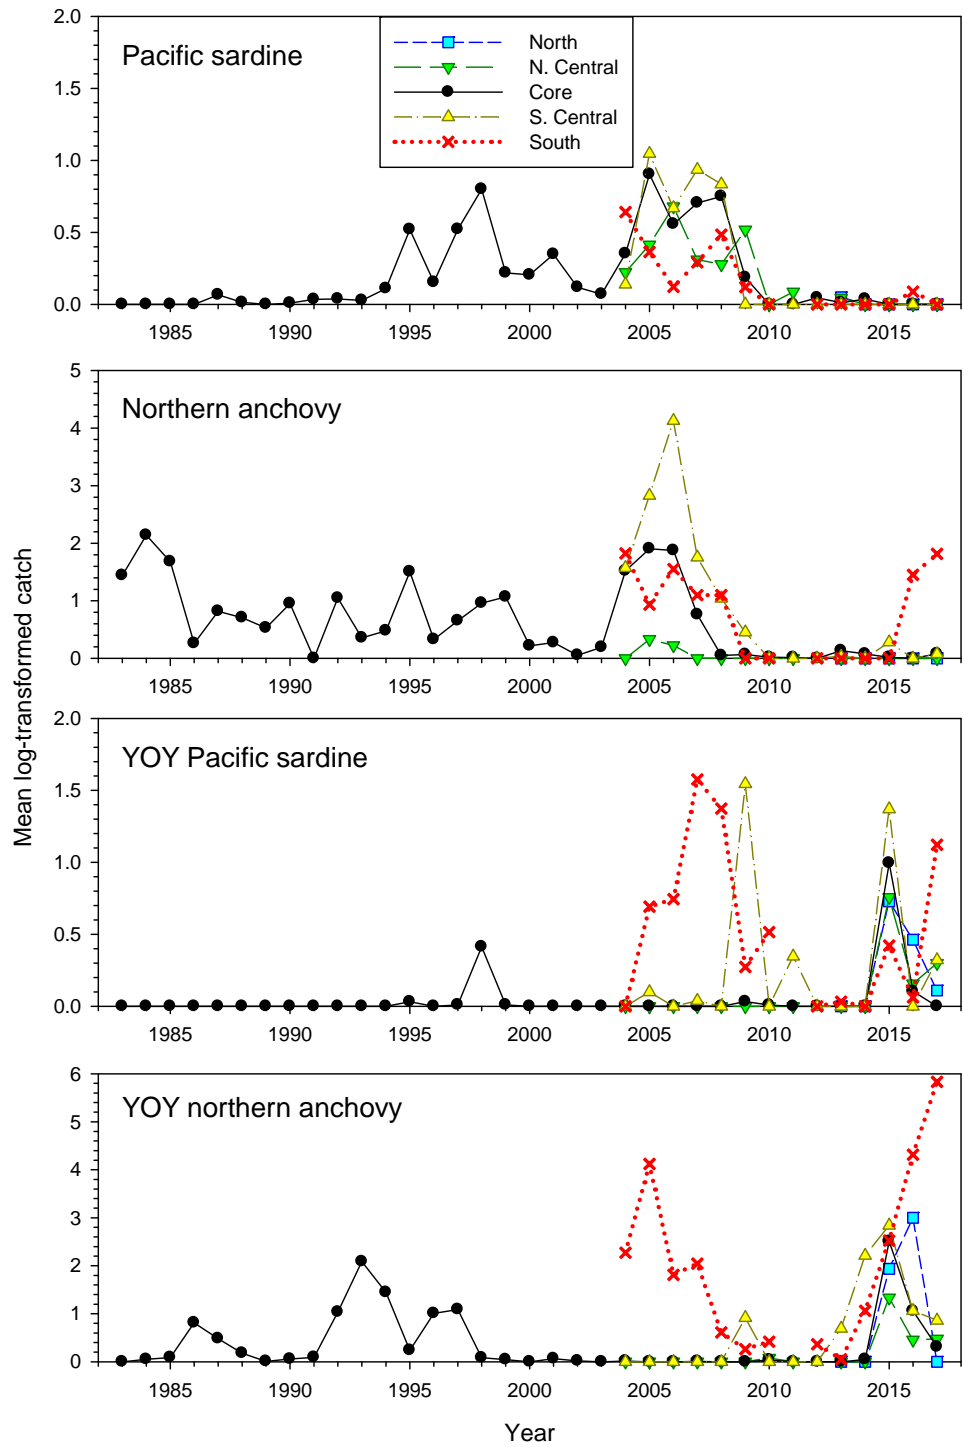 Pacific sardine
North
N. Central
Core
S. Central
South
2.0
1.5
1.0
0.5
0.0
1985 1990 1995 2000 2005 2010 2015
Northern anchovy
5
4
3
2
1
0
1985 1990 1995 2000 2005 2010 2015
Mean log-transformed catch
YOY Pacific sardine
2.0
1.5
1.0
0.5
0.0
1985 1990 1995 2000 2005 2010 2015
YOY northern anchovy
6
5
4
3
2
1
0
1985 1990 1995 2000 2005 2010 2015
Year